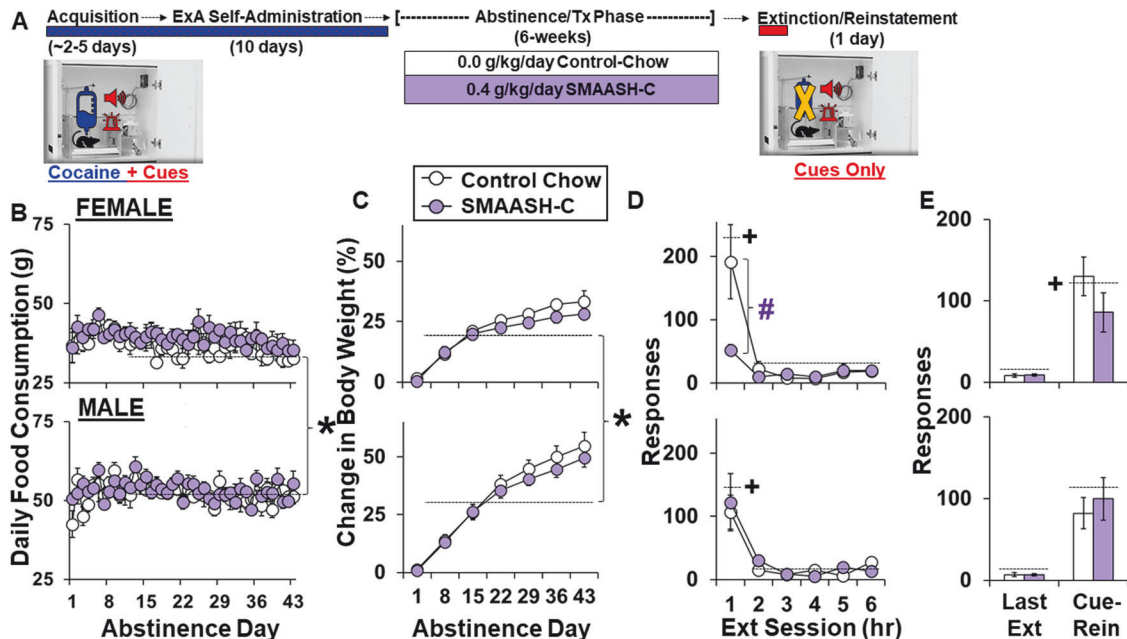 A
Acquisition
ExA Self-Administration
Abstinence/Tx Phase
Extinction/Reinstatement
(~2-5 days)
(10 days)
(6-weeks)
(1 day)
0.0 g/kg/day Control-Chow
0.4 g/kg/day SMAASH-C
Cocaine + Cues
Cues Only
Control Chow
SMAASH-C
B
FEMALE
Daily Food Consumption (g)
75
50
25
MALE
75
50
25
1 8 15 22 29 36 43
Abstinence Day
*
C
Change in Body Weight (%)
50
25
0
50
25
0
1 8 15 22 29 36 43
Abstinence Day
*
D
Responses
200
100
0
+
#
200
100
0
+
1 2 3 4 5 6
Ext Session (hr)
E
Responses
200
100
0
+
200
100
0
Last Ext
Cue-Rein